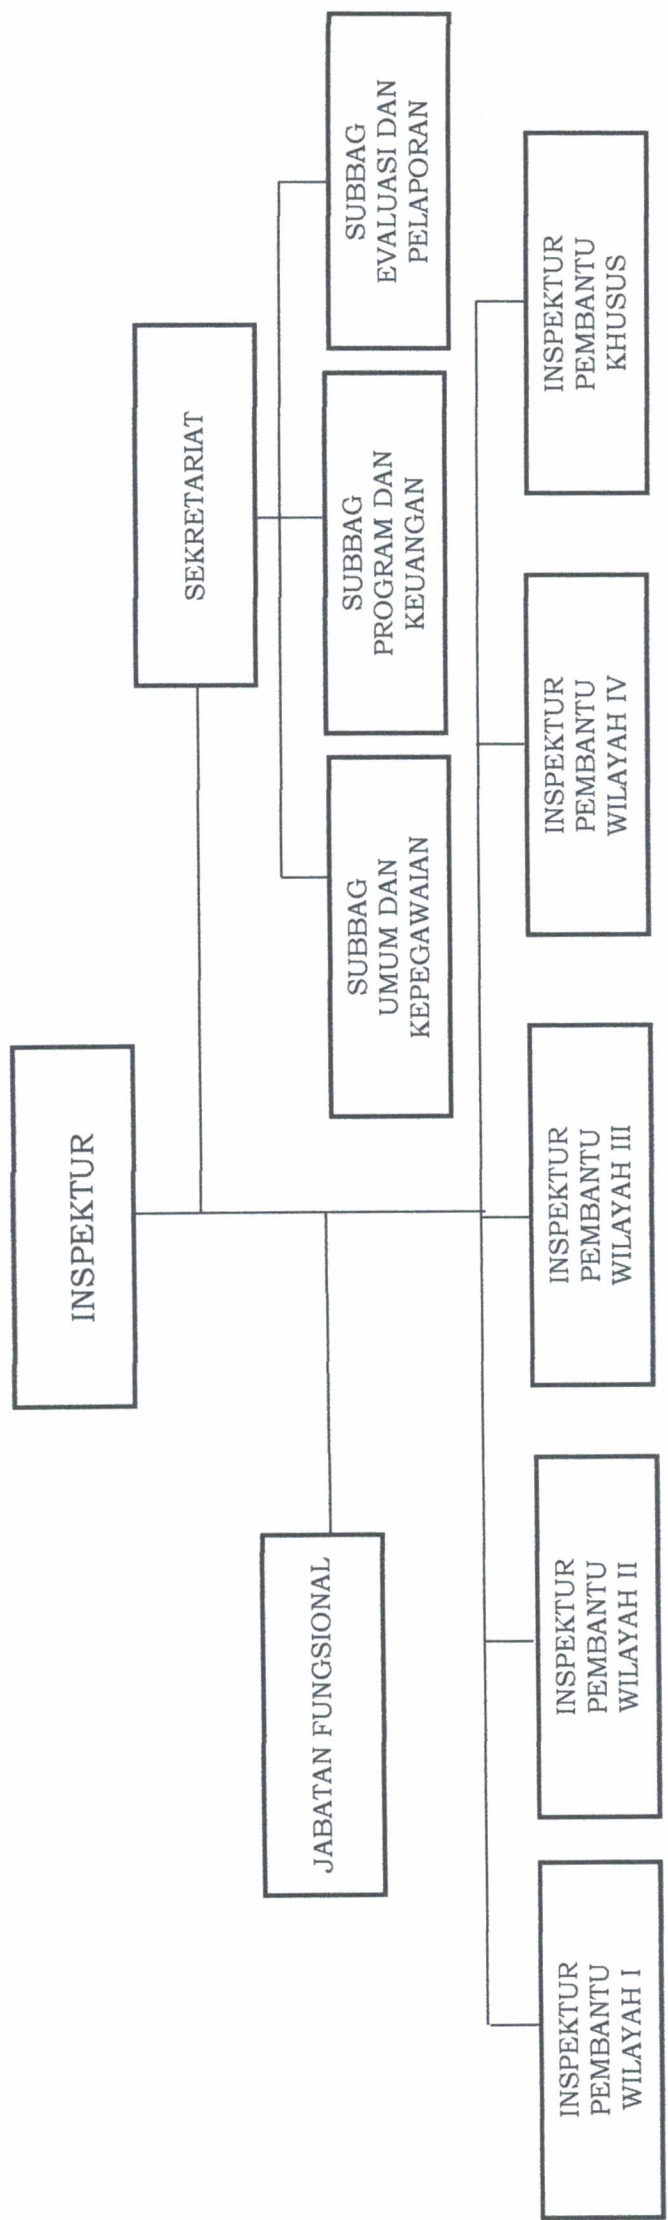 INSPEKTUR
SEKRETARIAT
JABATAN FUNGSIONAL
SUBBAG
UMUM DAN
KEPEGAWAIAN
SUBBAG
PROGRAM DAN
KEUANGAN
SUBBAG
EVALUASI DAN
PELAPORAN
INSPEKTUR
PEMBANTU
WILAYAH I
INSPEKTUR
PEMBANTU
WILAYAH II
INSPEKTUR
PEMBANTU
WILAYAH III
INSPEKTUR
PEMBANTU
WILAYAH IV
INSPEKTUR
PEMBANTU
KHUSUS